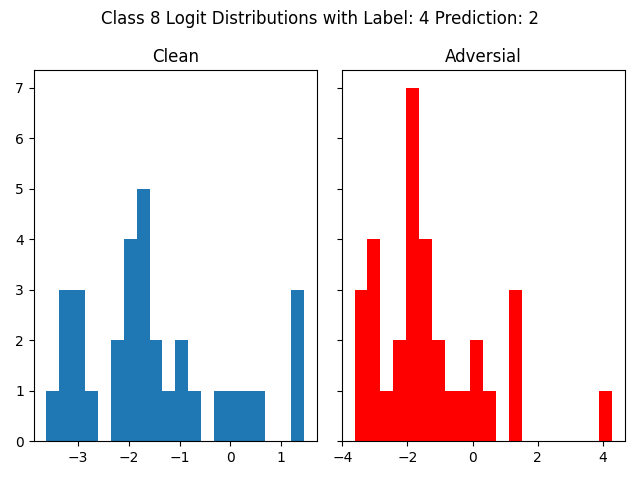 Class 8 Logit Distributions with Label: 4 Prediction: 2
Clean
Adversial
7
6
5
4
3
2
1
0
−3 −2 −1 0 1
−4 −2 0 2 4